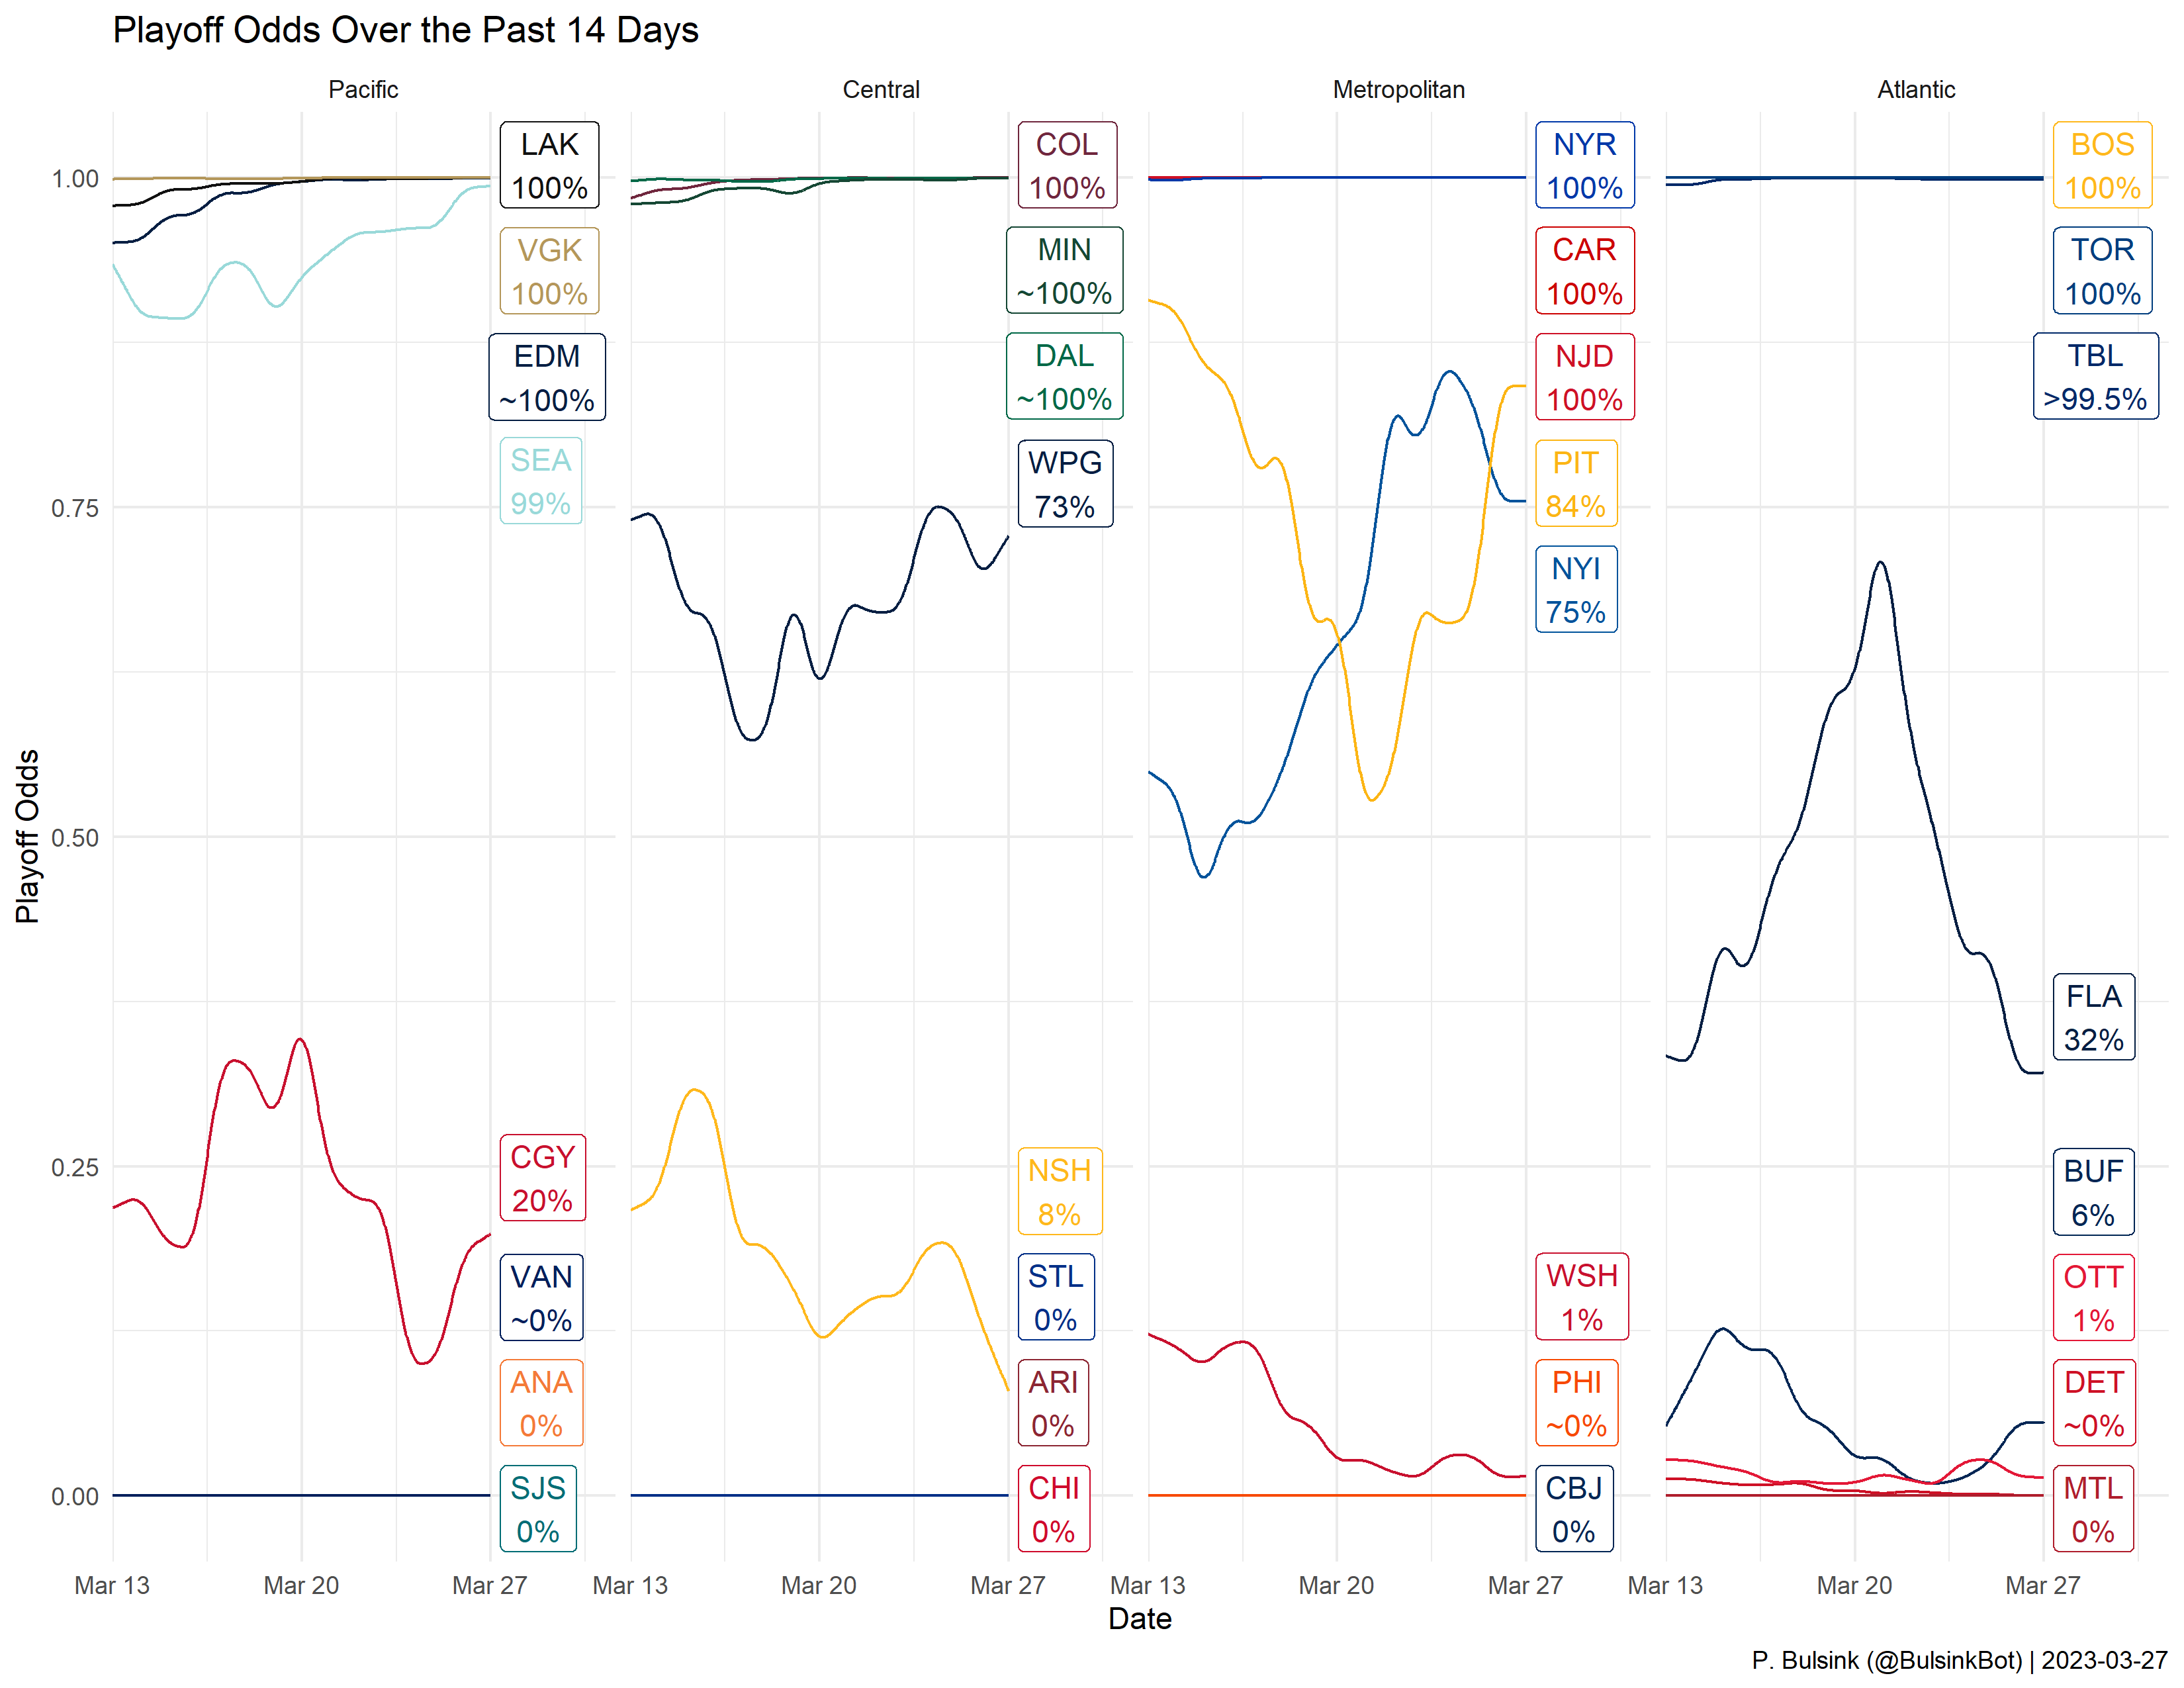 Playoff Odds Over the Past 14 Days
Pacific
Central
Metropolitan
Atlantic
Playoff Odds
1.00
0.75
0.50
0.25
0.00
LAK
100%
VGK
100%
EDM
~100%
SEA
99%
CGY
20%
VAN
~0%
ANA
0%
SJS
0%
COL
100%
MIN
~100%
DAL
~100%
WPG
73%
NSH
8%
STL
0%
ARI
0%
CHI
0%
NYR
100%
CAR
100%
NJD
100%
PIT
84%
NYI
75%
WSH
1%
PHI
~0%
CBJ
0%
BOS
100%
TOR
100%
TBL
>99.5%
FLA
32%
BUF
6%
OTT
1%
DET
~0%
MTL
0%
Mar 13
Mar 20
Mar 27
Mar 13
Mar 20
Mar 27
Mar 13
Mar 20
Mar 27
Mar 13
Mar 20
Mar 27
Date
P. Bulsink (@BulsinkBot) | 2023-03-27